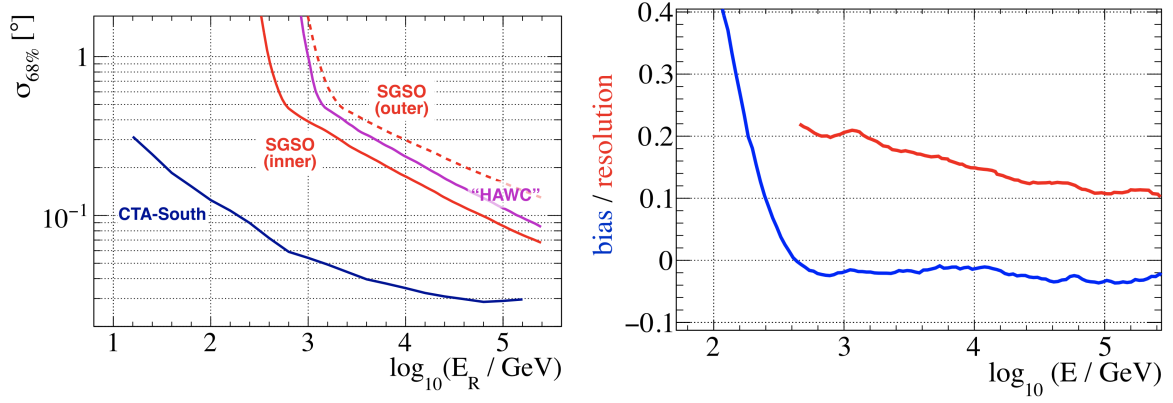 σ68% [°]
1
10⁻¹
SGSO
(outer)
SGSO
(inner)
"HAWC"
CTA-South
1 2 3 4 5
log10(ER / GeV)
bias / resolution
0.4
0.3
0.2
0.1
0
−0.1
2 3 4 5
log10 (E / GeV)